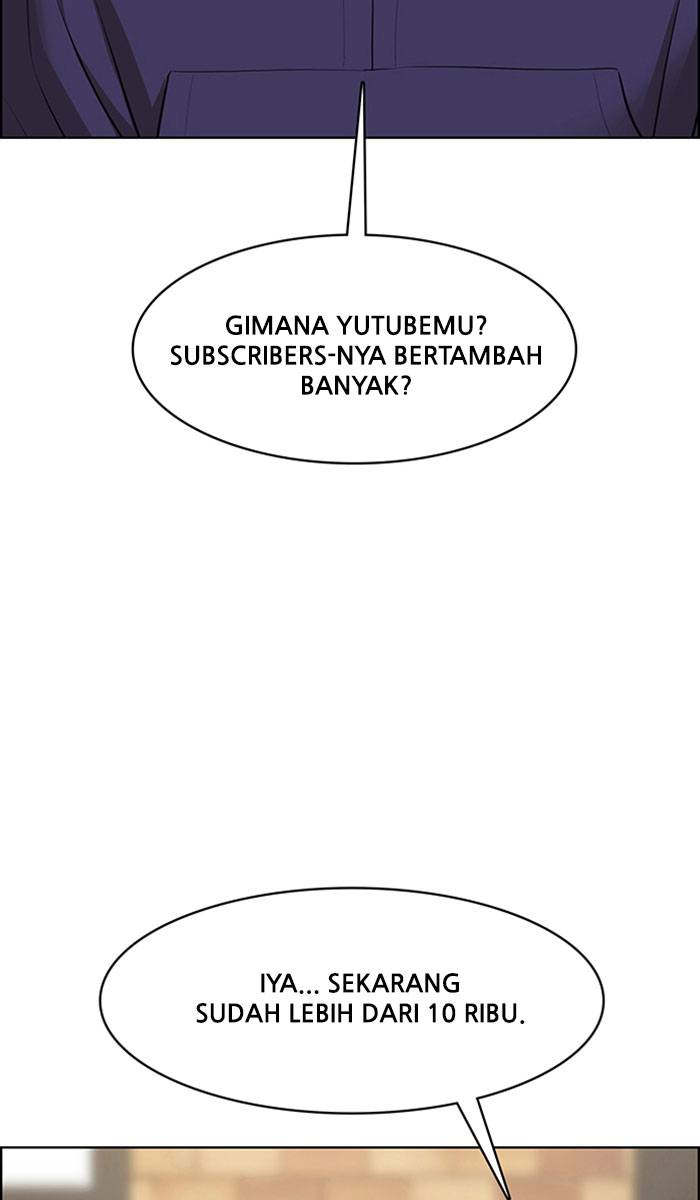 GIMANA YUTUBEMU?
SUBSCRIBERS-NYA BERTAMBAH
BANYAK?
IYA... SEKARANG
SUDAH LEBIH DARI 10 RIBU.